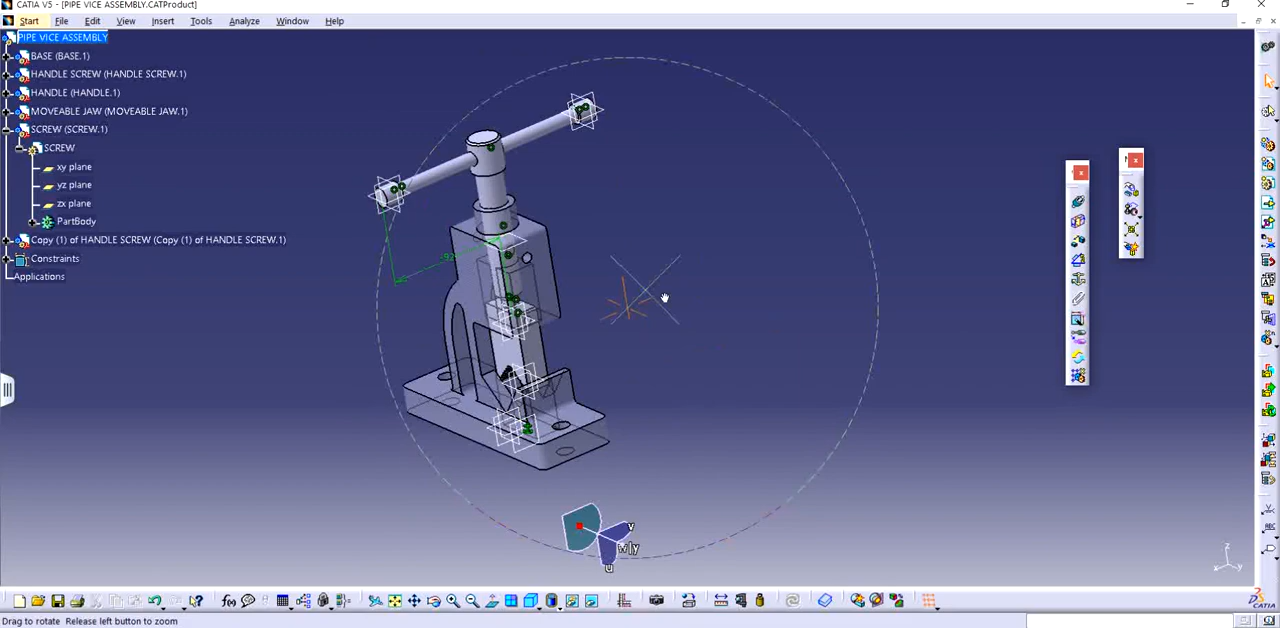 CATIA V5 - [PIPE VICE ASSEMBLY.CATProduct]
Start File Edit View Insert Tools Analyze Window Help
PIPE VICE ASSEMBLY
BASE (BASE.1)
HANDLE SCREW (HANDLE SCREW.1)
HANDLE (HANDLE.1)
MOVEABLE JAW (MOVEABLE JAW.1)
SCREW (SCREW.1)
SCREW
xy plane
yz plane
zx plane
PartBody
Copy (1) of HANDLE SCREW (Copy (1) of HANDLE SCREW.1)
Constraints
Applications
v
w|y
u
z
x
y
f(x)
CATIA
Drag to rotate Release left button to zoom